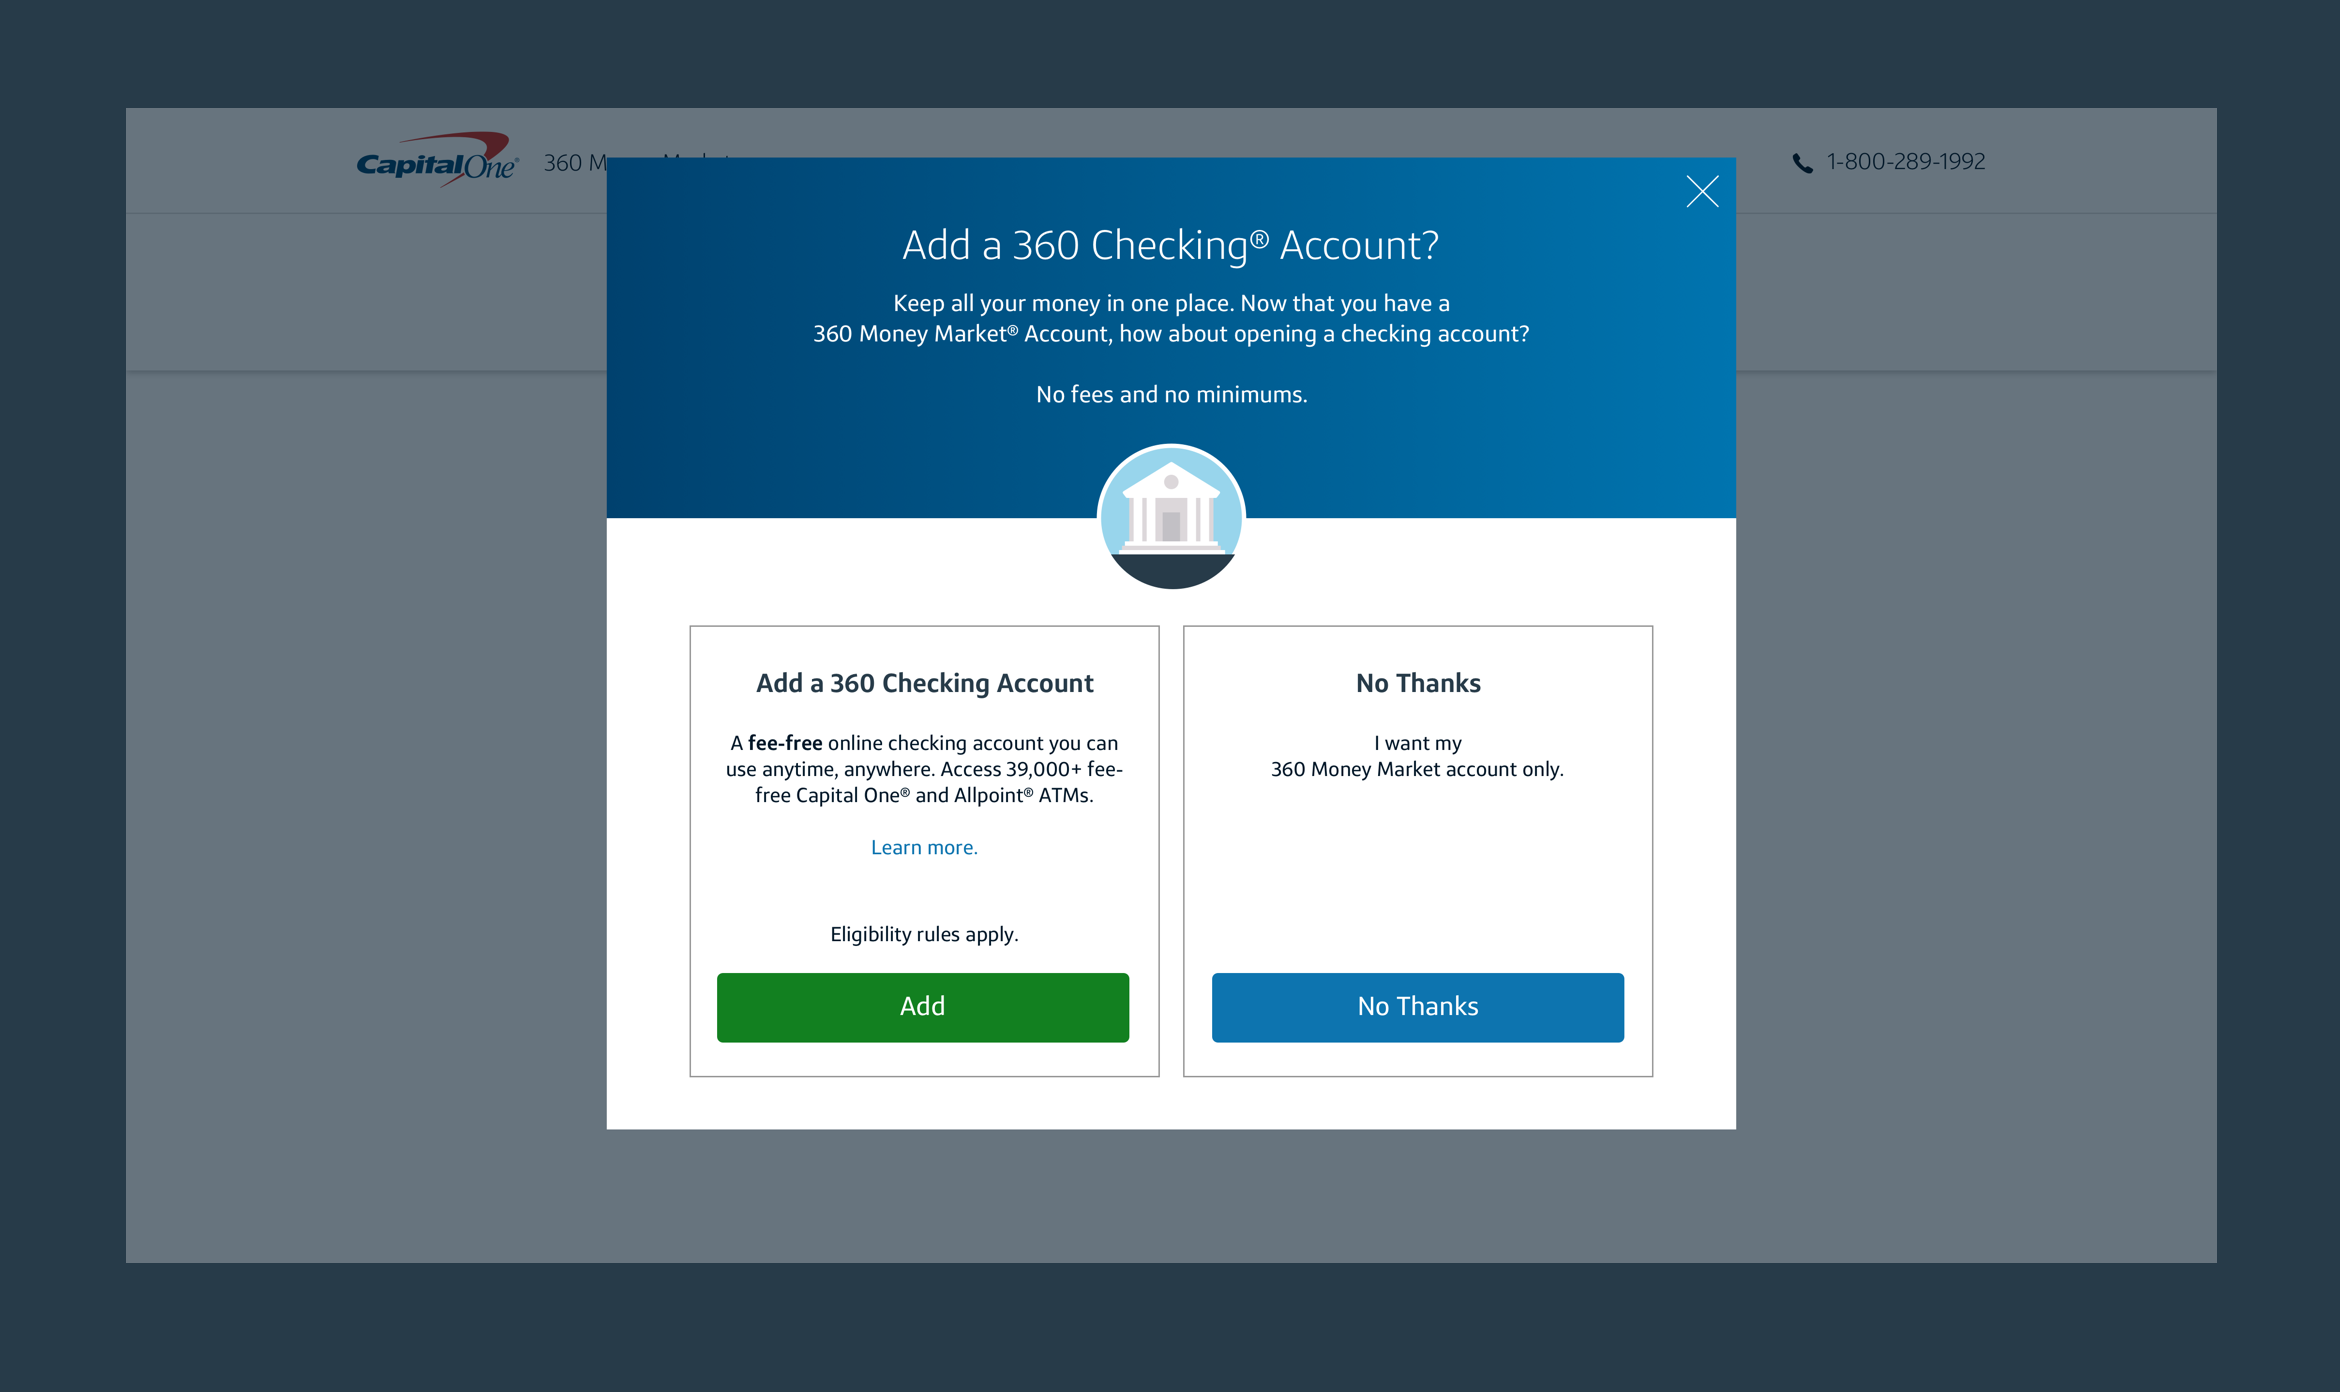 CapitalOne®
360 M
1-800-289-1992
Add a 360 Checking® Account?
Keep all your money in one place. Now that you have a
360 Money Market® Account, how about opening a checking account?
No fees and no minimums.
Add a 360 Checking Account
A fee-free online checking account you can
use anytime, anywhere. Access 39,000+ fee-
free Capital One® and Allpoint® ATMs.
Learn more.
Eligibility rules apply.
Add
No Thanks
I want my
360 Money Market account only.
No Thanks